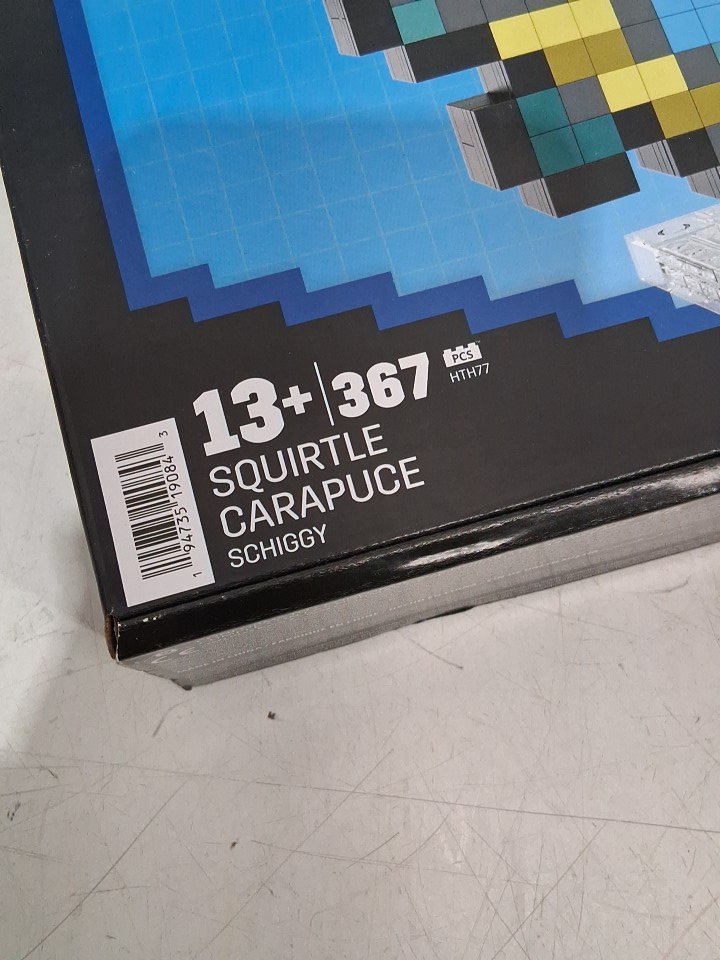 13+ 367 PCS
HTH77
SQUIRTLE
CARAPUCE
SCHIGGY
1 94735 19084 3